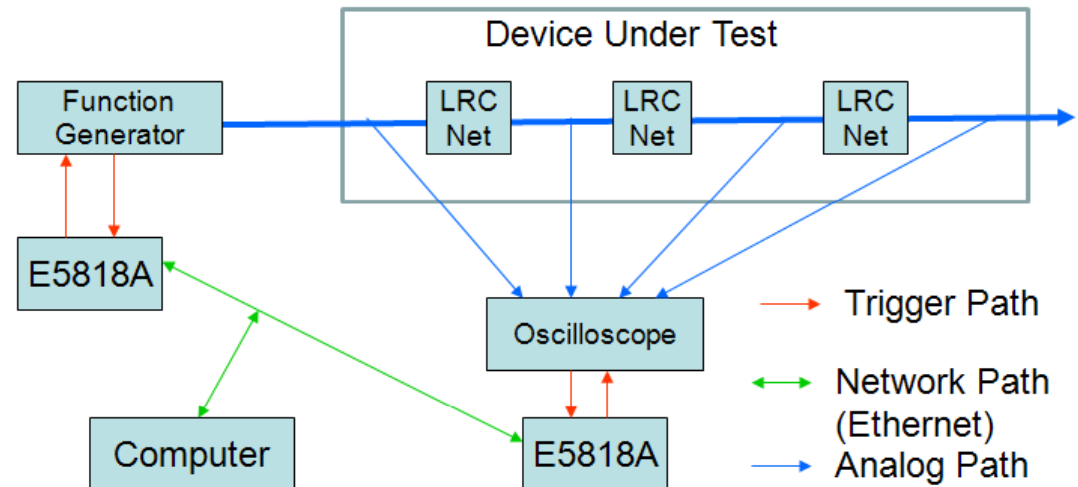 Device Under Test
Function
Generator
LRC
Net
LRC
Net
LRC
Net
E5818A
Oscilloscope
Computer
E5818A
Trigger Path
Network Path
(Ethernet)
Analog Path